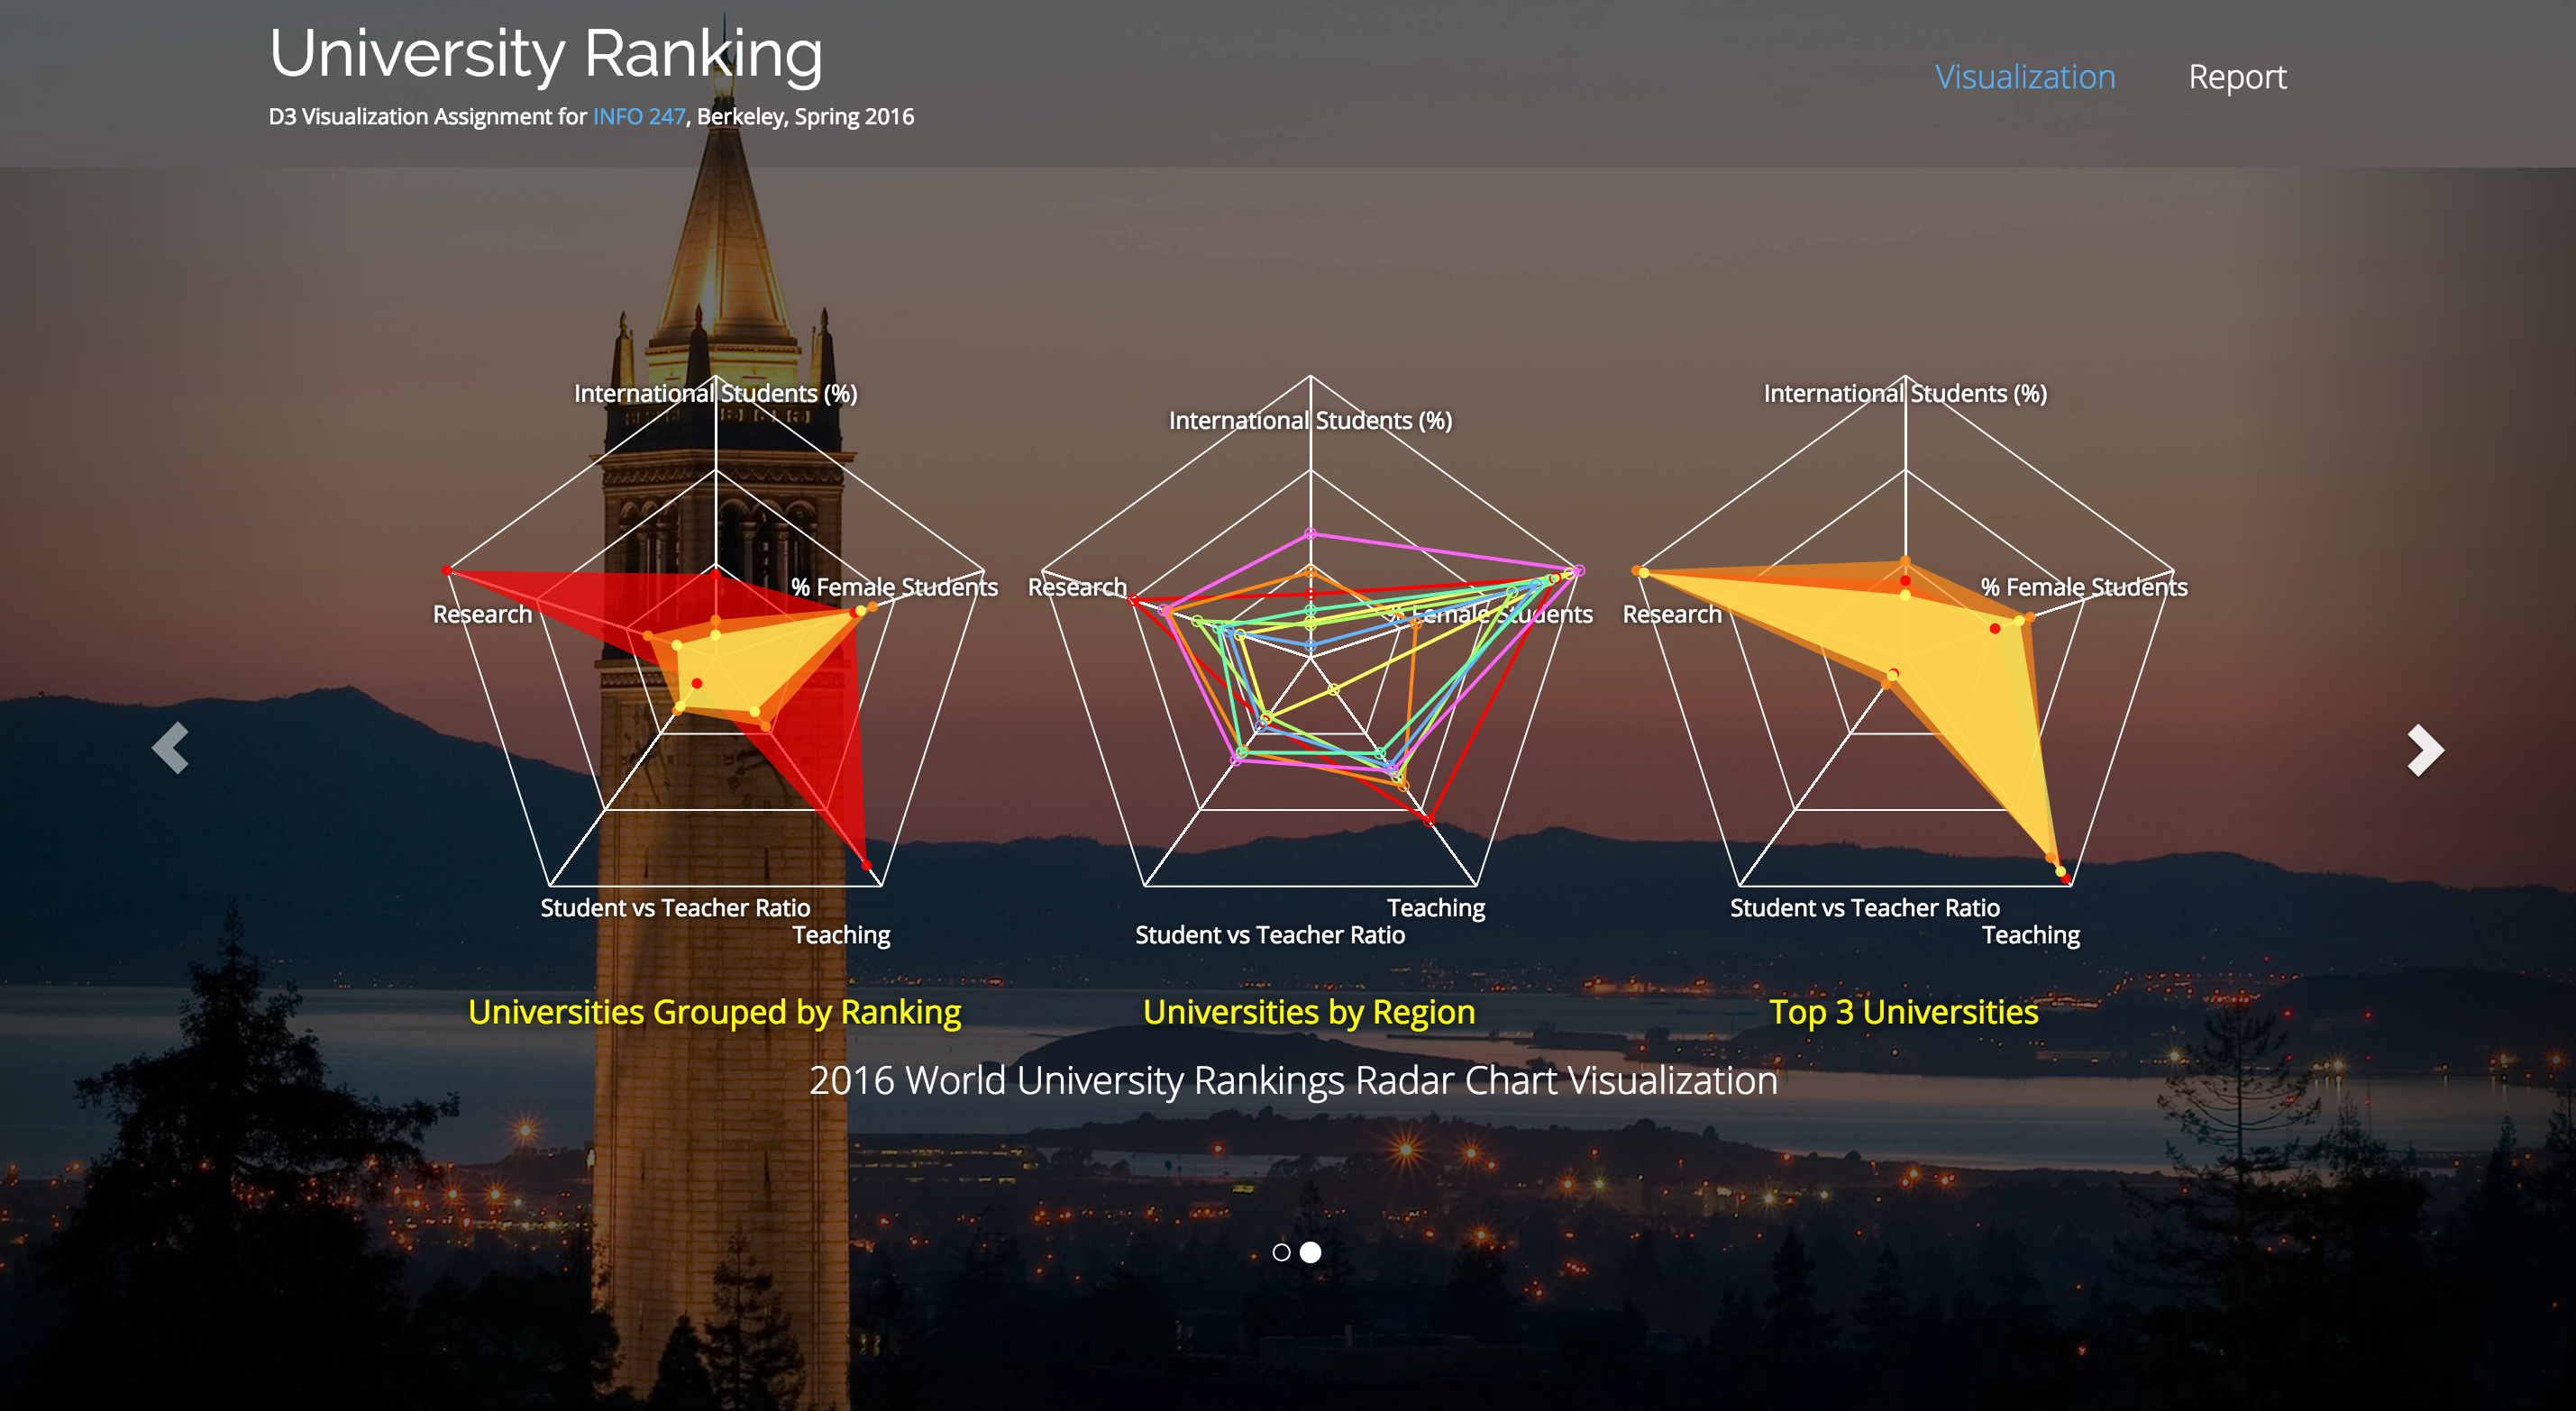 University Ranking
D3 Visualization Assignment for INFO 247, Berkeley, Spring 2016
Visualization
Report
International Students (%)
% Female Students
Research
Student vs Teacher Ratio
Teaching
Universities Grouped by Ranking
International Students (%)
Research
% Female Students
Teaching
Student vs Teacher Ratio
Universities by Region
International Students (%)
% Female Students
Research
Student vs Teacher Ratio
Teaching
Top 3 Universities
2016 World University Rankings Radar Chart Visualization